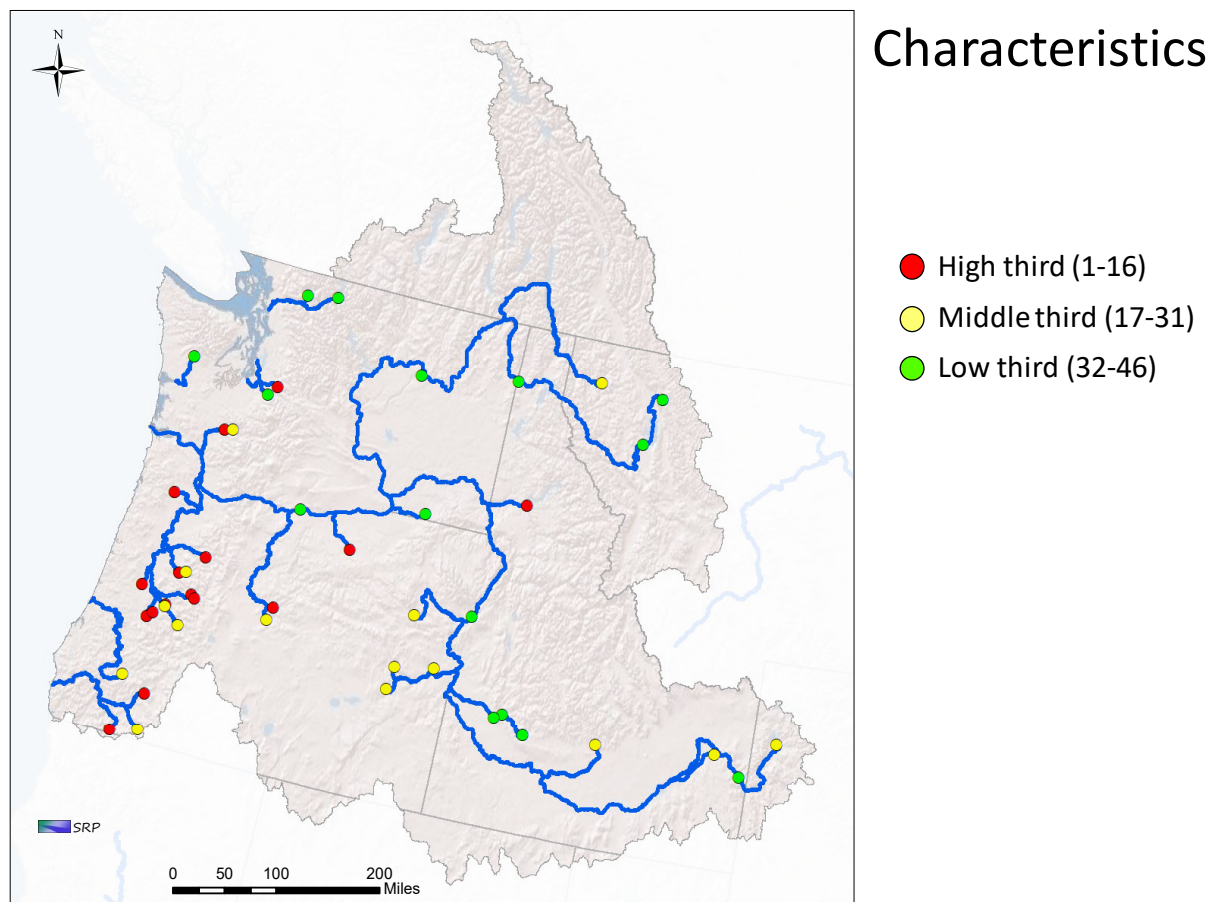 Characteristics
N
High third (1-16)
Middle third (17-31)
Low third (32-46)
SRP
0 50 100 200
Miles